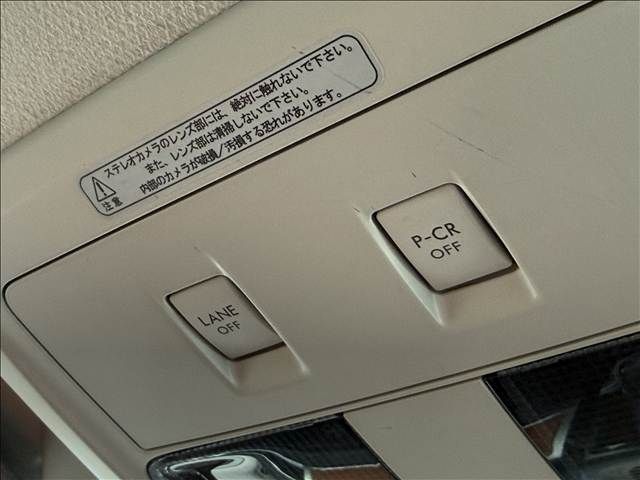 ステレオカメラのレンズ部には、絶対に触れないで下さい。
また、レンズ部は清掃しないで下さい。
内部のカメラが破損／汚損する恐れがあります。
注意
P-CR
OFF
LANE
OFF